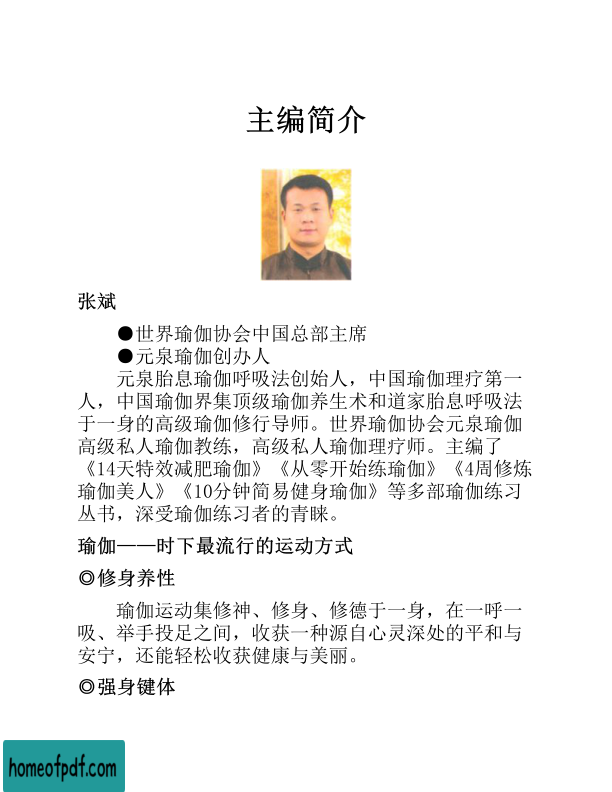 主编简介
张斌
●世界瑜伽协会中国总部主席
●元泉瑜伽创办人
元泉胎息瑜伽呼吸法创始人，中国瑜伽理疗第一
人，中国瑜伽界集顶级瑜伽养生术和道家胎息呼吸法
于一身的高级瑜伽修行导师。世界瑜伽协会元泉瑜伽
高级私人瑜伽教练，高级私人瑜伽理疗师。主编了
《14天特效减肥瑜伽》《从零开始练瑜伽》《4周修炼
瑜伽美人》《10分钟简易健身瑜伽》等多部瑜伽练习
丛书，深受瑜伽练习者的青睐。
瑜伽——时下最流行的运动方式
◎修身养性
瑜伽运动集修神、修身、修德于一身，在一呼一
吸、举手投足之间，收获一种源自心灵深处的平和与
安宁，还能轻松收获健康与美丽。
◎强身键体
homeofpdf.com